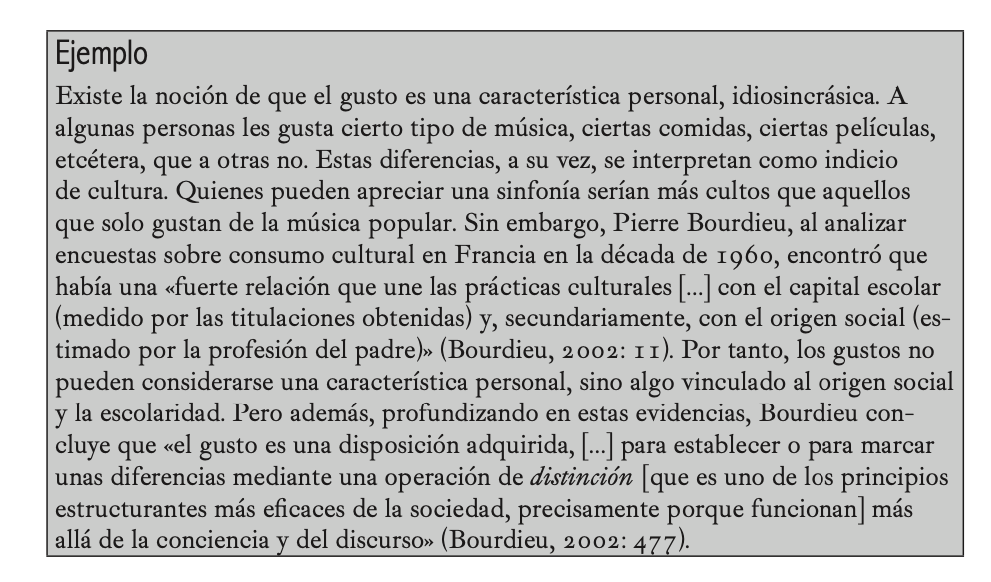 Ejemplo
Existe la noción de que el gusto es una característica personal, idiosincrásica. A
algunas personas les gusta cierto tipo de música, ciertas comidas, ciertas películas,
etcétera, que a otras no. Estas diferencias, a su vez, se interpretan como indicio
de cultura. Quienes pueden apreciar una sinfonía serían más cultos que aquellos
que solo gustan de la música popular. Sin embargo, Pierre Bourdieu, al analizar
encuestas sobre consumo cultural en Francia en la década de 1960, encontró que
había una «fuerte relación que une las prácticas culturales [...] con el capital escolar
(medido por las titulaciones obtenidas) y, secundariamente, con el origen social (es-
timado por la profesión del padre)» (Bourdieu, 2002: 11). Por tanto, los gustos no
pueden considerarse una característica personal, sino algo vinculado al origen social
y la escolaridad. Pero además, profundizando en estas evidencias, Bourdieu con-
cluye que «el gusto es una disposición adquirida, [...] para establecer o para marcar
unas diferencias mediante una operación de distinción [que es uno de los principios
estructurantes más eficaces de la sociedad, precisamente porque funcionan] más
allá de la conciencia y del discurso» (Bourdieu, 2002: 477).